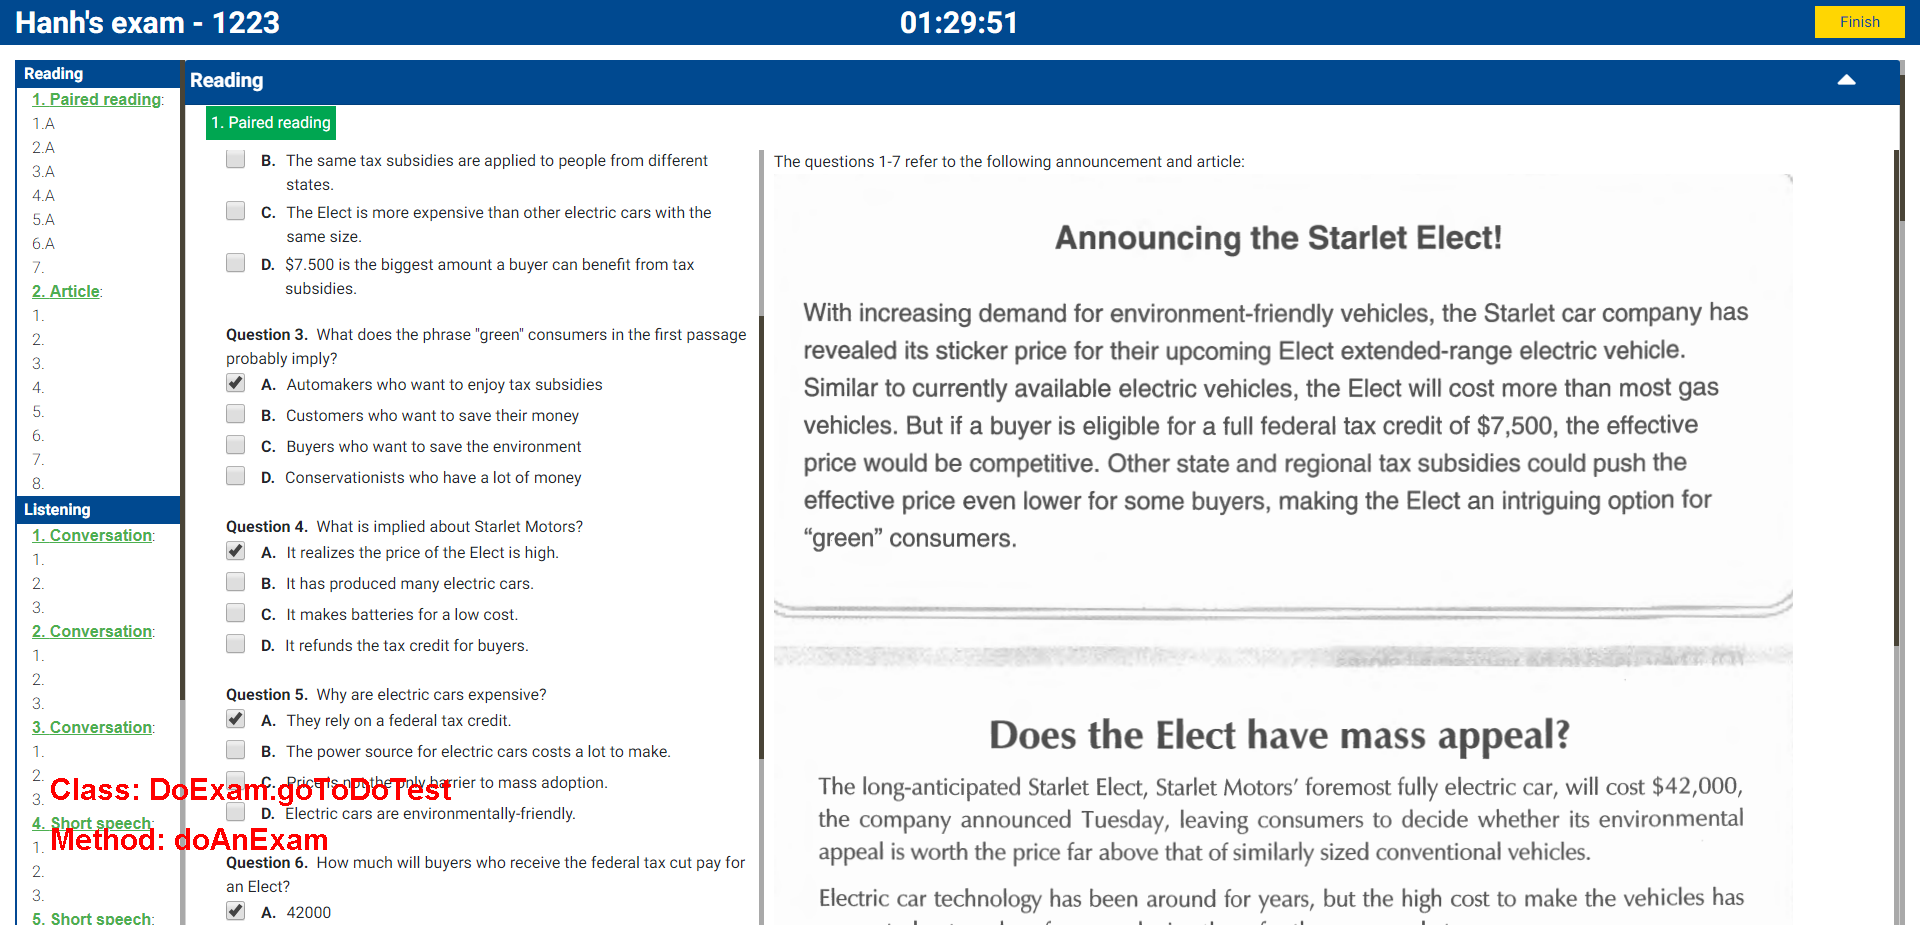 Hanh's exam - 1223
01:29:51
Finish
Reading
1. Paired reading:
1.A
2.A
3.A
4.A
5.A
6.A
7.
2. Article:
1.
2.
3.
4.
5.
6.
7.
8.
Listening
1. Conversation:
1.
2.
3.
2. Conversation:
1.
2.
3.
3. Conversation:
1.
2.
3.
4. Short speech:
1.
2.
3.
5. Short speech:
Class: DoExam.goToDoTest
Method: doAnExam
Reading
1. Paired reading
B. The same tax subsidies are applied to people from different
states.
C. The Elect is more expensive than other electric cars with the
same size.
D. $7.500 is the biggest amount a buyer can benefit from tax
subsidies.
Question 3. What does the phrase "green" consumers in the first passage
probably imply?
A. Automakers who want to enjoy tax subsidies
B. Customers who want to save their money
C. Buyers who want to save the environment
D. Conservationists who have a lot of money
Question 4. What is implied about Starlet Motors?
A. It realizes the price of the Elect is high.
B. It has produced many electric cars.
C. It makes batteries for a low cost.
D. It refunds the tax credit for buyers.
Question 5. Why are electric cars expensive?
A. They rely on a federal tax credit.
B. The power source for electric cars costs a lot to make.
C. Price is not the only barrier to mass adoption.
D. Electric cars are environmentally-friendly.
Question 6. How much will buyers who receive the federal tax cut pay for
an Elect?
A. 42000
The questions 1-7 refer to the following announcement and article:
Announcing the Starlet Elect!
With increasing demand for environment-friendly vehicles, the Starlet car company has
revealed its sticker price for their upcoming Elect extended-range electric vehicle.
Similar to currently available electric vehicles, the Elect will cost more than most gas
vehicles. But if a buyer is eligible for a full federal tax credit of $7,500, the effective
price would be competitive. Other state and regional tax subsidies could push the
effective price even lower for some buyers, making the Elect an intriguing option for
“green” consumers.
Does the Elect have mass appeal?
The long-anticipated Starlet Elect, Starlet Motors’ foremost fully electric car, will cost $42,000,
the company announced Tuesday, leaving consumers to decide whether its environmental
appeal is worth the price far above that of similarly sized conventional vehicles.
Electric car technology has been around for years, but the high cost to make the vehicles has